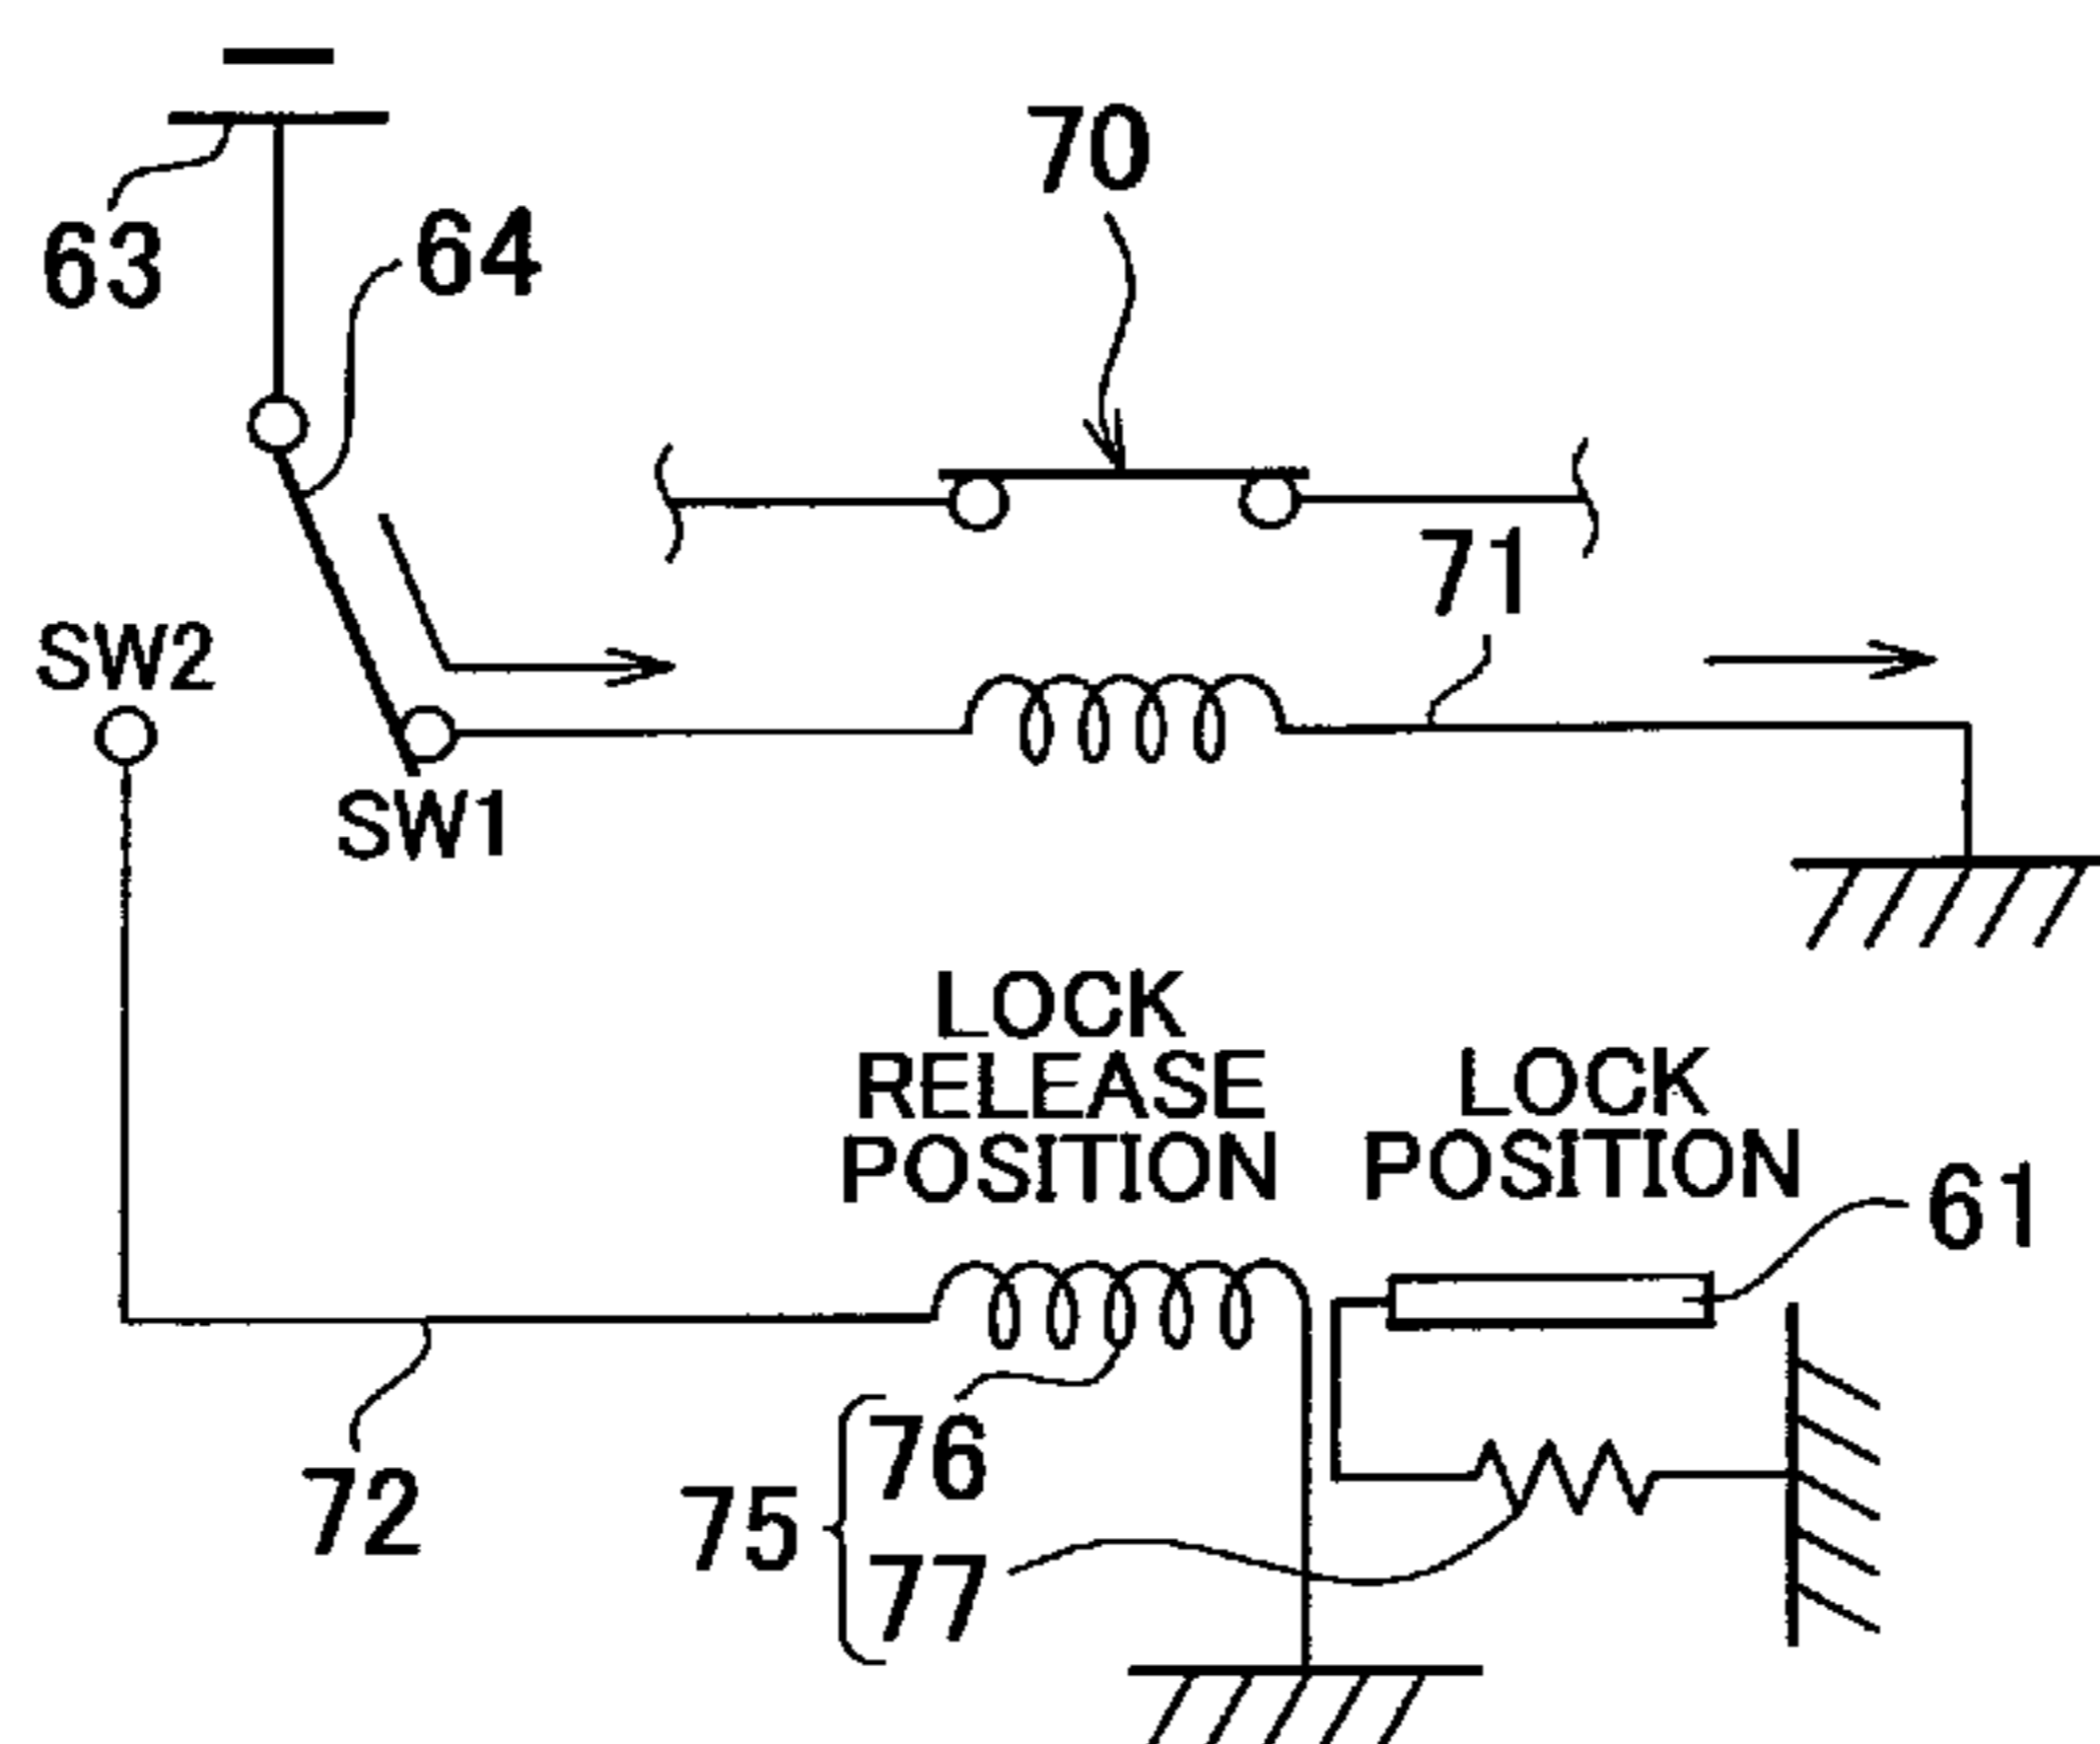 70
63
64
71
SW2
SW1
LOCK
RELEASE
POSITION
LOCK
POSITION
61
76
75
77
72